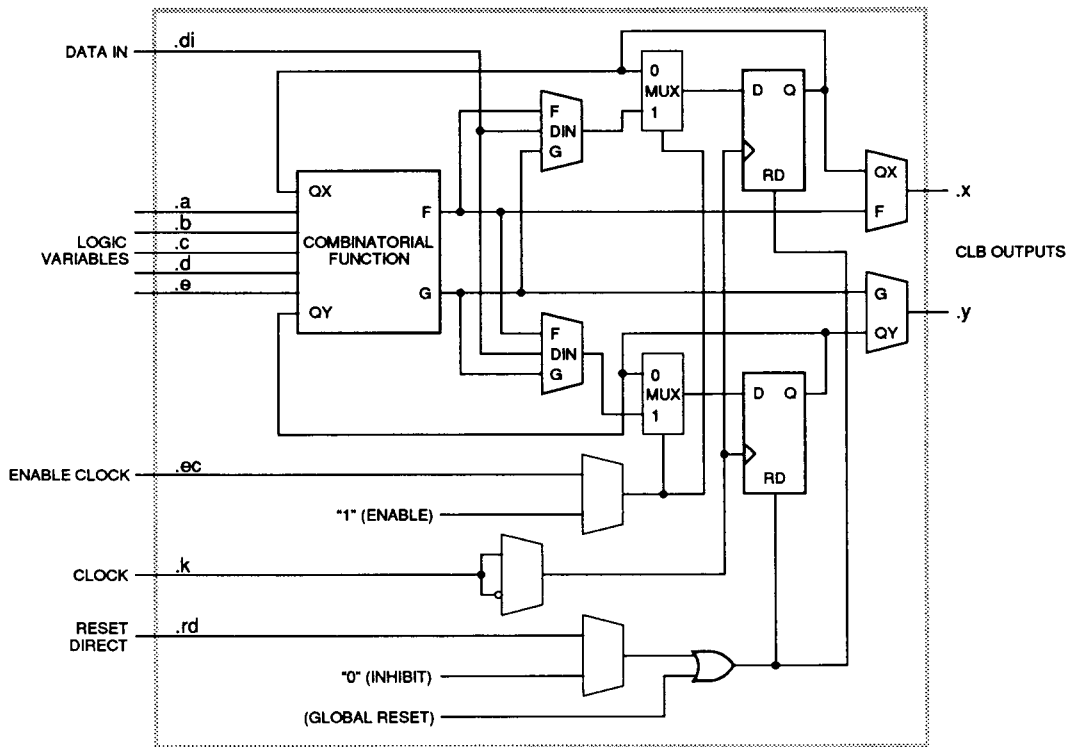 DATA IN
.di
0
MUX
1
D
Q
RD
F
DIN
G
QX
F
.x
QX
.a
.b
LOGIC
VARIABLES
.c
.d
.e
QY
COMBINATORIAL
FUNCTION
F
G
CLB OUTPUTS
G
QY
.y
F
DIN
G
0
MUX
1
D
Q
RD
ENABLE CLOCK
.ec
"1" (ENABLE)
CLOCK
.k
RESET
DIRECT
.rd
"0" (INHIBIT)
(GLOBAL RESET)